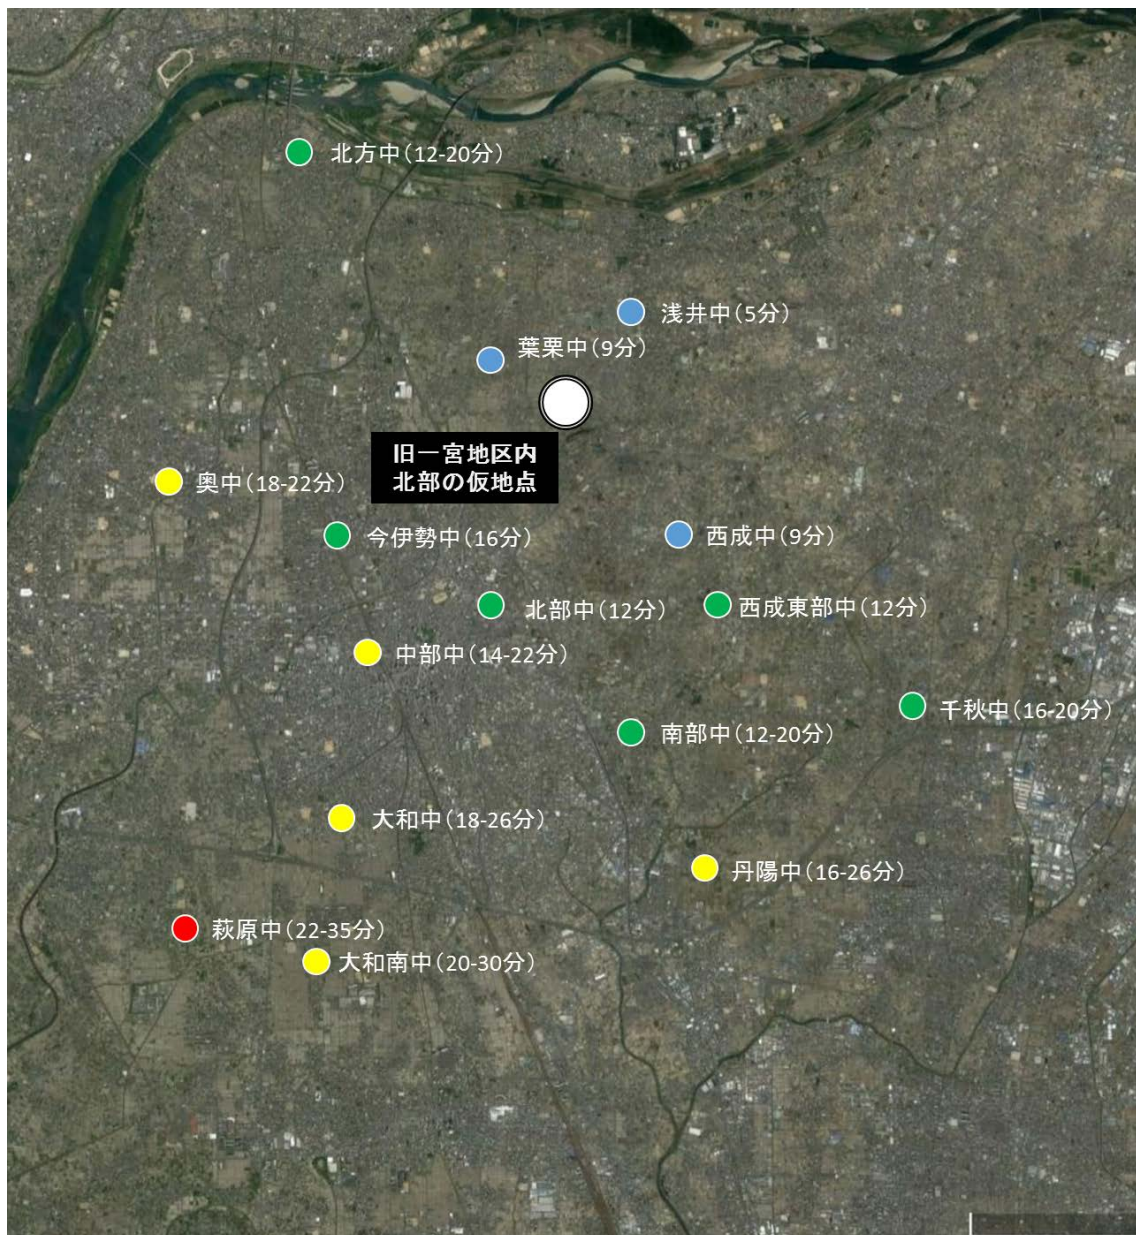 北方中(12-20分)
浅井中(5分)
葉栗中(9分)
旧一宮地区内
北部の仮地点
奥中(18-22分)
今伊勢中(16分)
西成中(9分)
北部中(12分)
西成東部中(12分)
中部中(14-22分)
千秋中(16-20分)
南部中(12-20分)
大和中(18-26分)
丹陽中(16-26分)
萩原中(22-35分)
大和南中(20-30分)